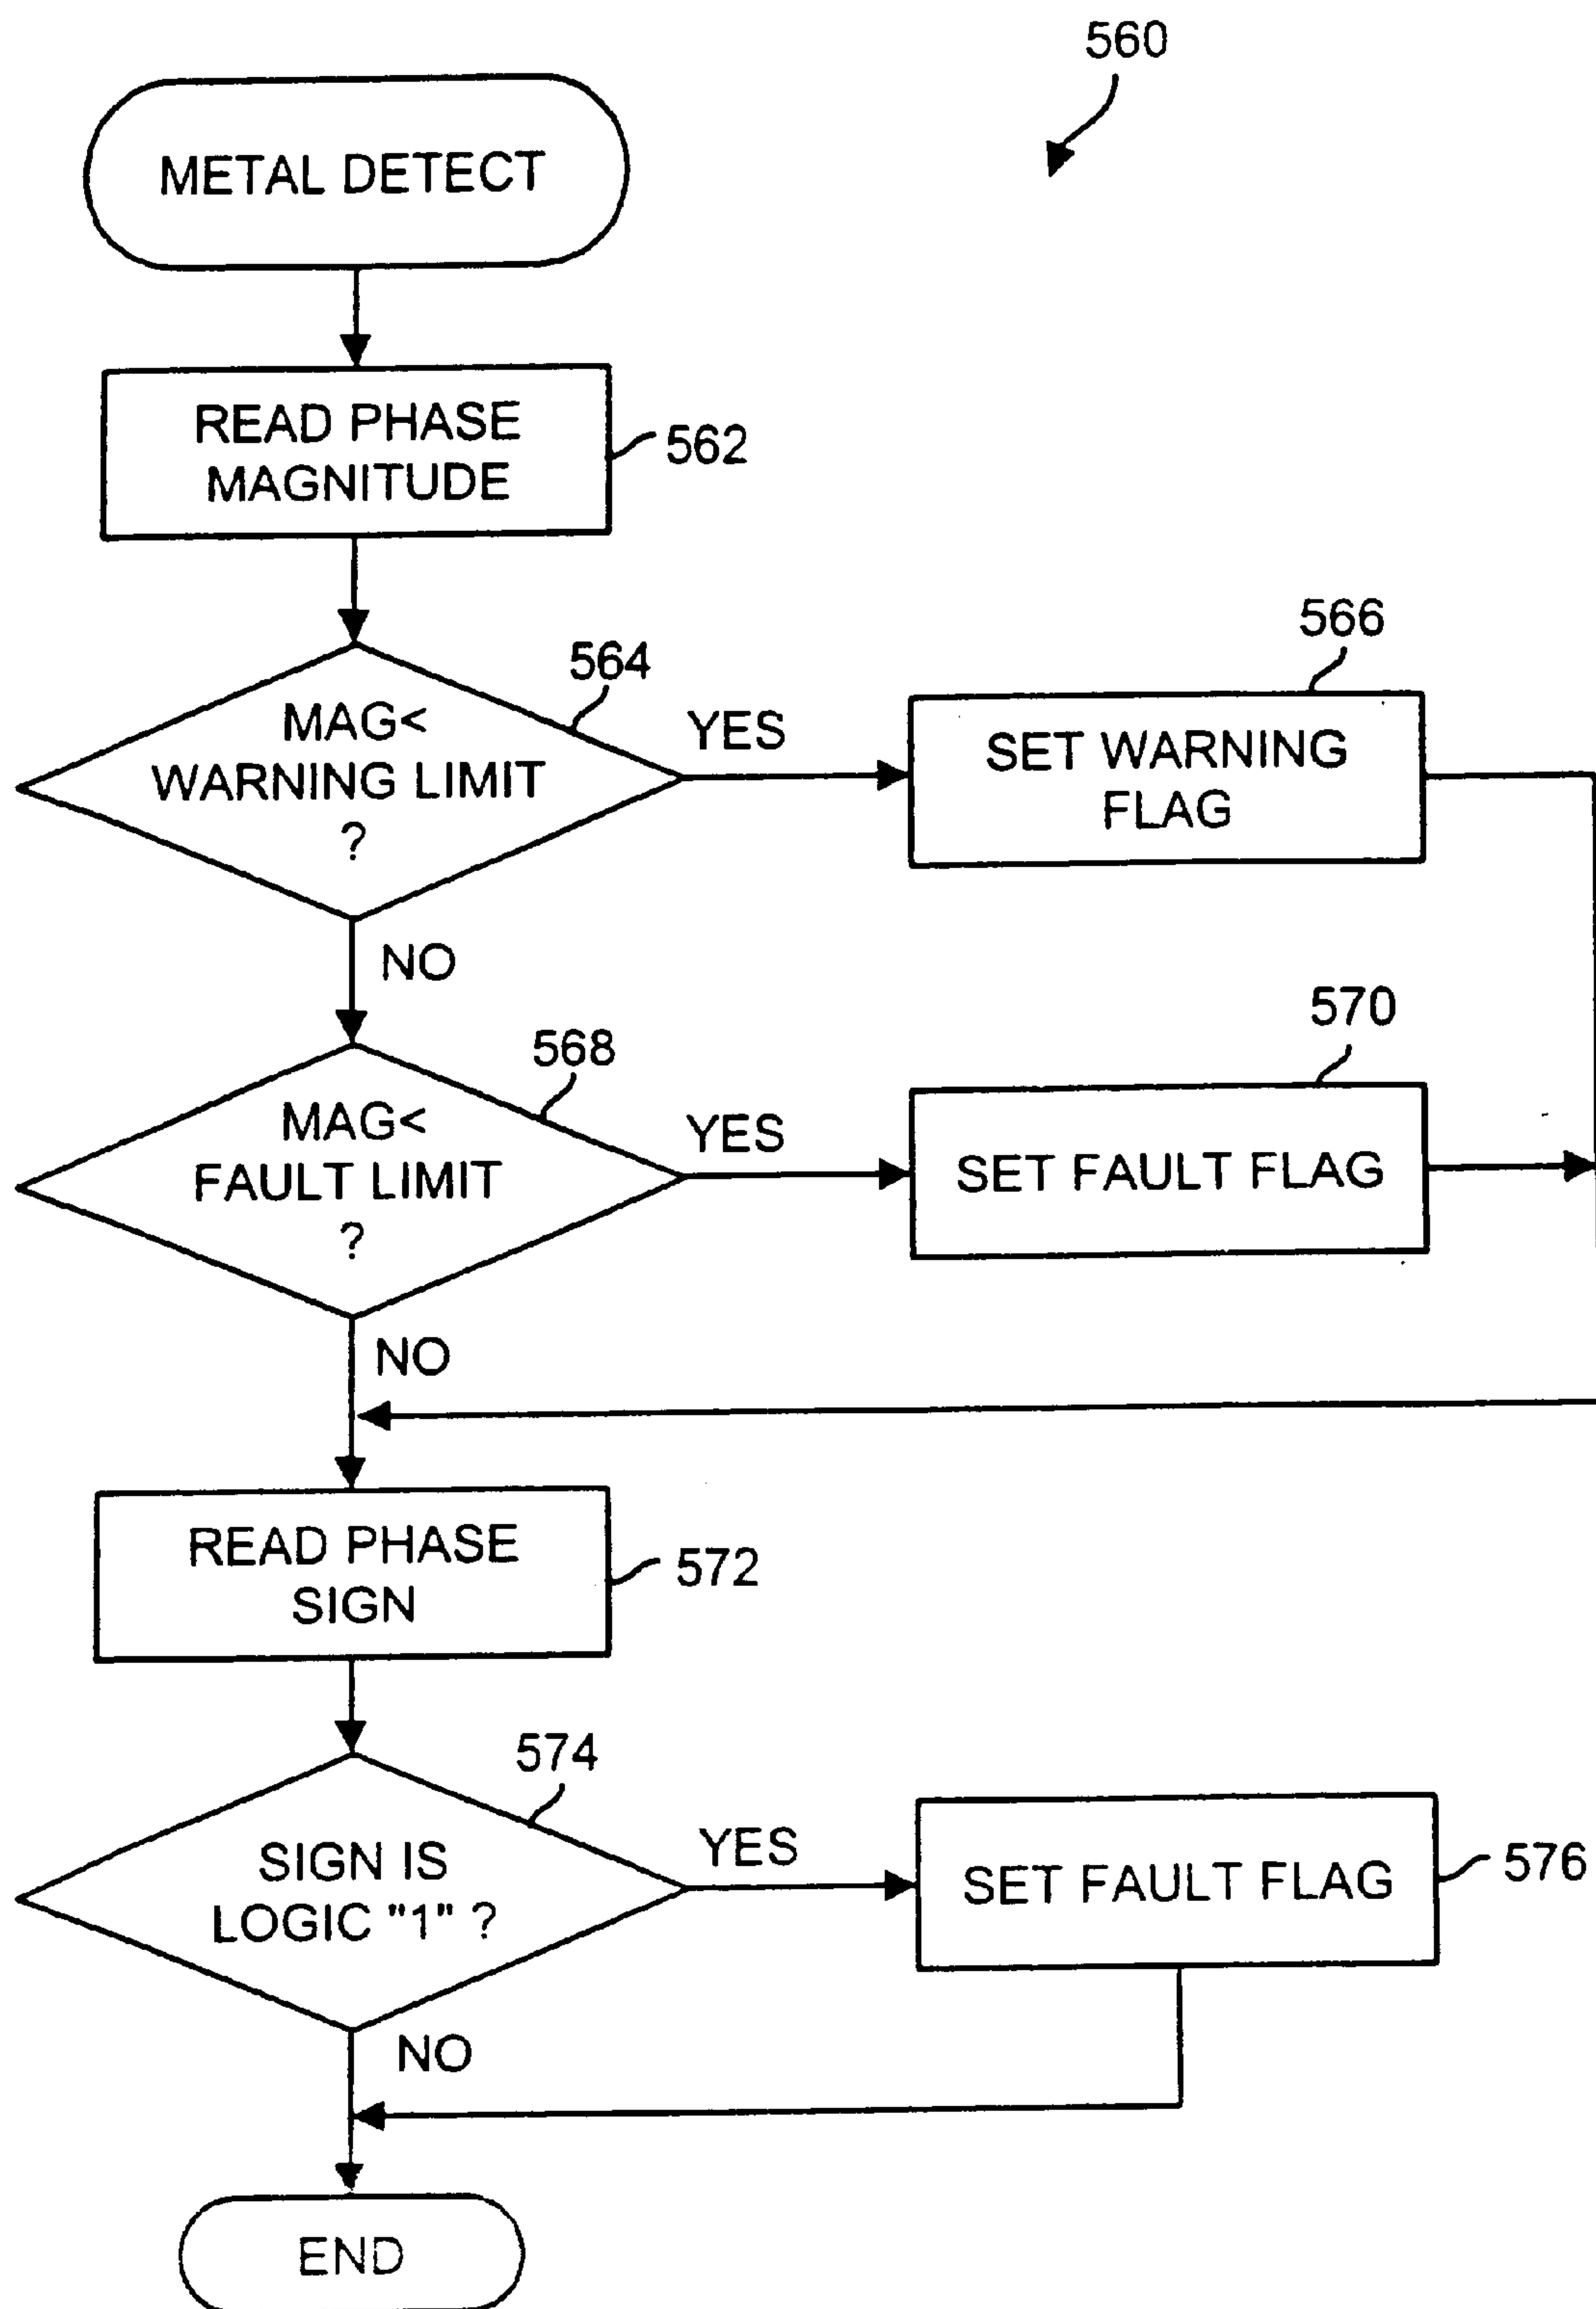 560
METAL DETECT
READ PHASE
MAGNITUDE
562
564
MAG<
WARNING LIMIT
?
YES
566
SET WARNING
FLAG
NO
568
MAG<
FAULT LIMIT
?
YES
570
SET FAULT FLAG
NO
READ PHASE
SIGN
572
574
SIGN IS
LOGIC "1" ?
YES
SET FAULT FLAG
576
NO
END